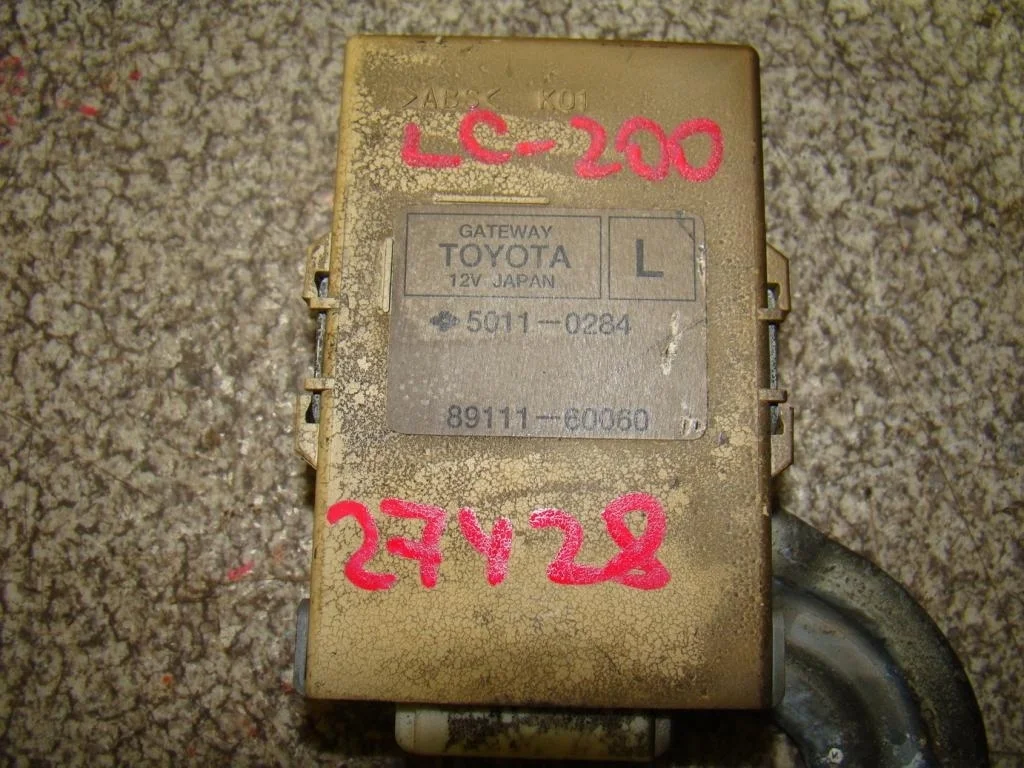 >ABS< K01
LC-200
GATEWAY
TOYOTA
12V JAPAN
L
5011-0284
89111-60060
27428